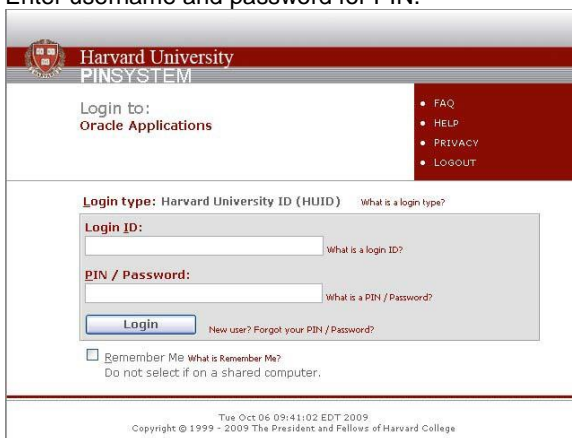 Enter username and password for PIN.
Harvard University
PINSYSTEM
Login to:
Oracle Applications
• FAQ
• HELP
• PRIVACY
• LOGOUT
Login type: Harvard University ID (HUID) What is a login type?
Login ID:
What is a login ID?
PIN / Password:
What is a PIN / Password?
Login New user? Forgot your PIN / Password?
Remember Me What is Remember Me?
Do not select if on a shared computer.
Tue Oct 06 09:41:02 EDT 2009
Copyright © 1999 - 2009 The President and Fellows of Harvard College